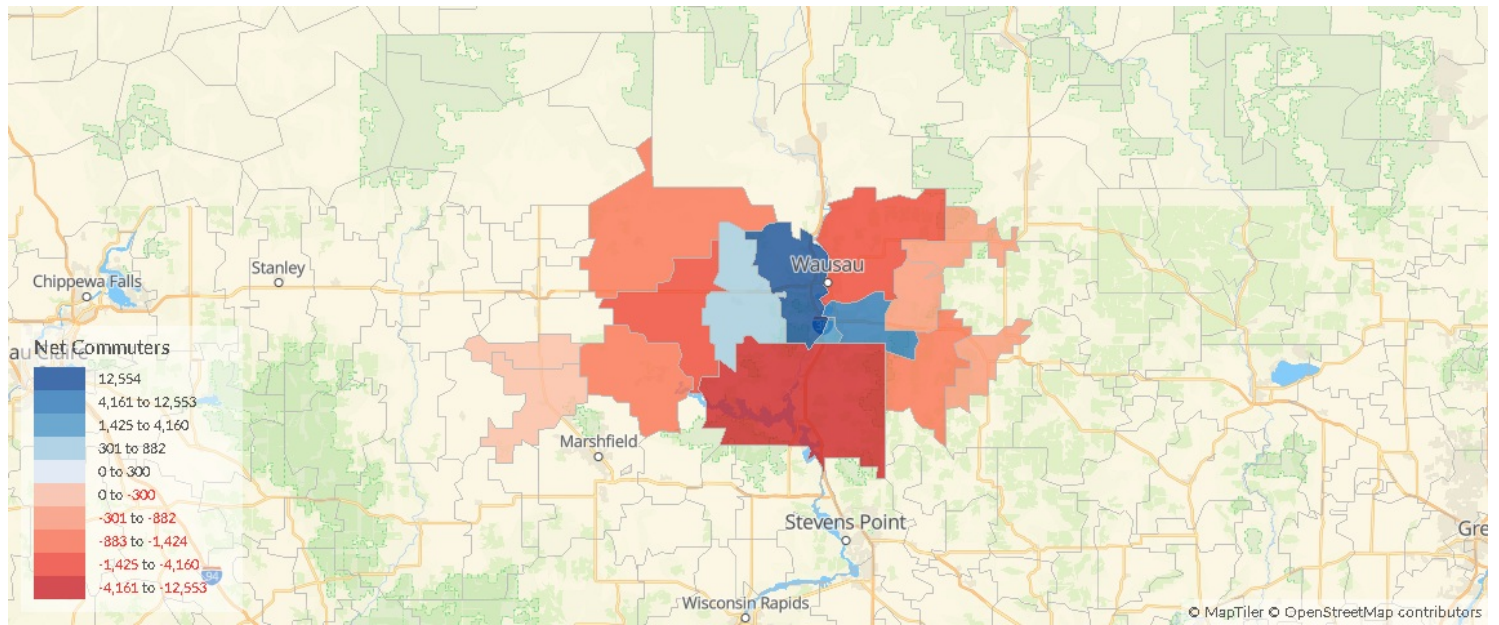 Wausau
Stanley
Chippewa Falls
Net Commuters
12,554
4,161 to 12,553
1,425 to 4,160
301 to 882
0 to 300
0 to -300
-301 to -882
-883 to -1,424
-1,425 to -4,160
-4,161 to -12,553
94
Marshfield
Stevens Point
Gre
Wisconsin Rapids
© MapTiler © OpenStreetMap contributors